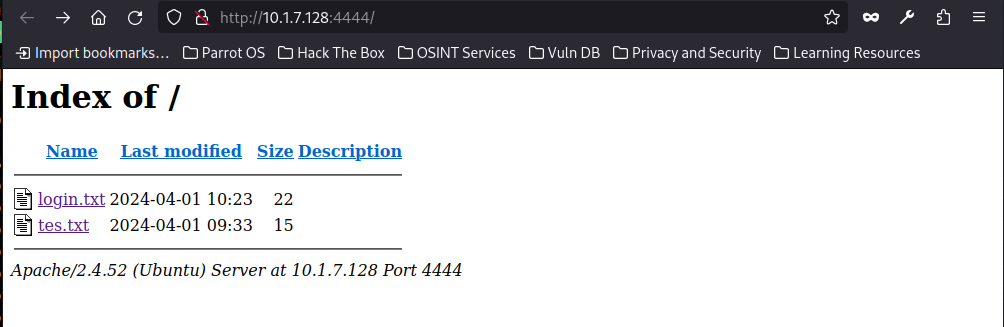 http://10.1.7.128:4444/
Import bookmarks... Parrot OS Hack The Box OSINT Services Vuln DB Privacy and Security Learning Resources
Index of /
Name Last modified Size Description
login.txt 2024-04-01 10:23 22
tes.txt 2024-04-01 09:33 15
Apache/2.4.52 (Ubuntu) Server at 10.1.7.128 Port 4444